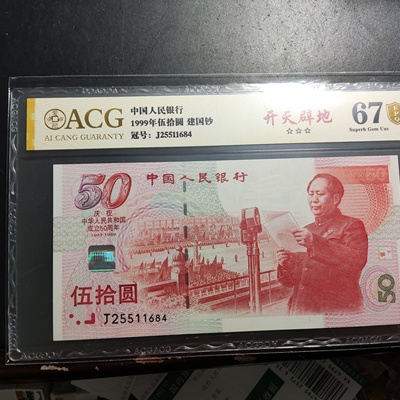 ACG
AI CANG GUARANTY
中国人民银行
1999年伍拾圆 建国钞
冠号：J25511684
开天辟地
☆☆☆
67
Superb Gem Unc
50
中国人民银行
50
庆祝
中华人民共和国
成立50周年
1949-1999
伍拾圆
J25511684
50